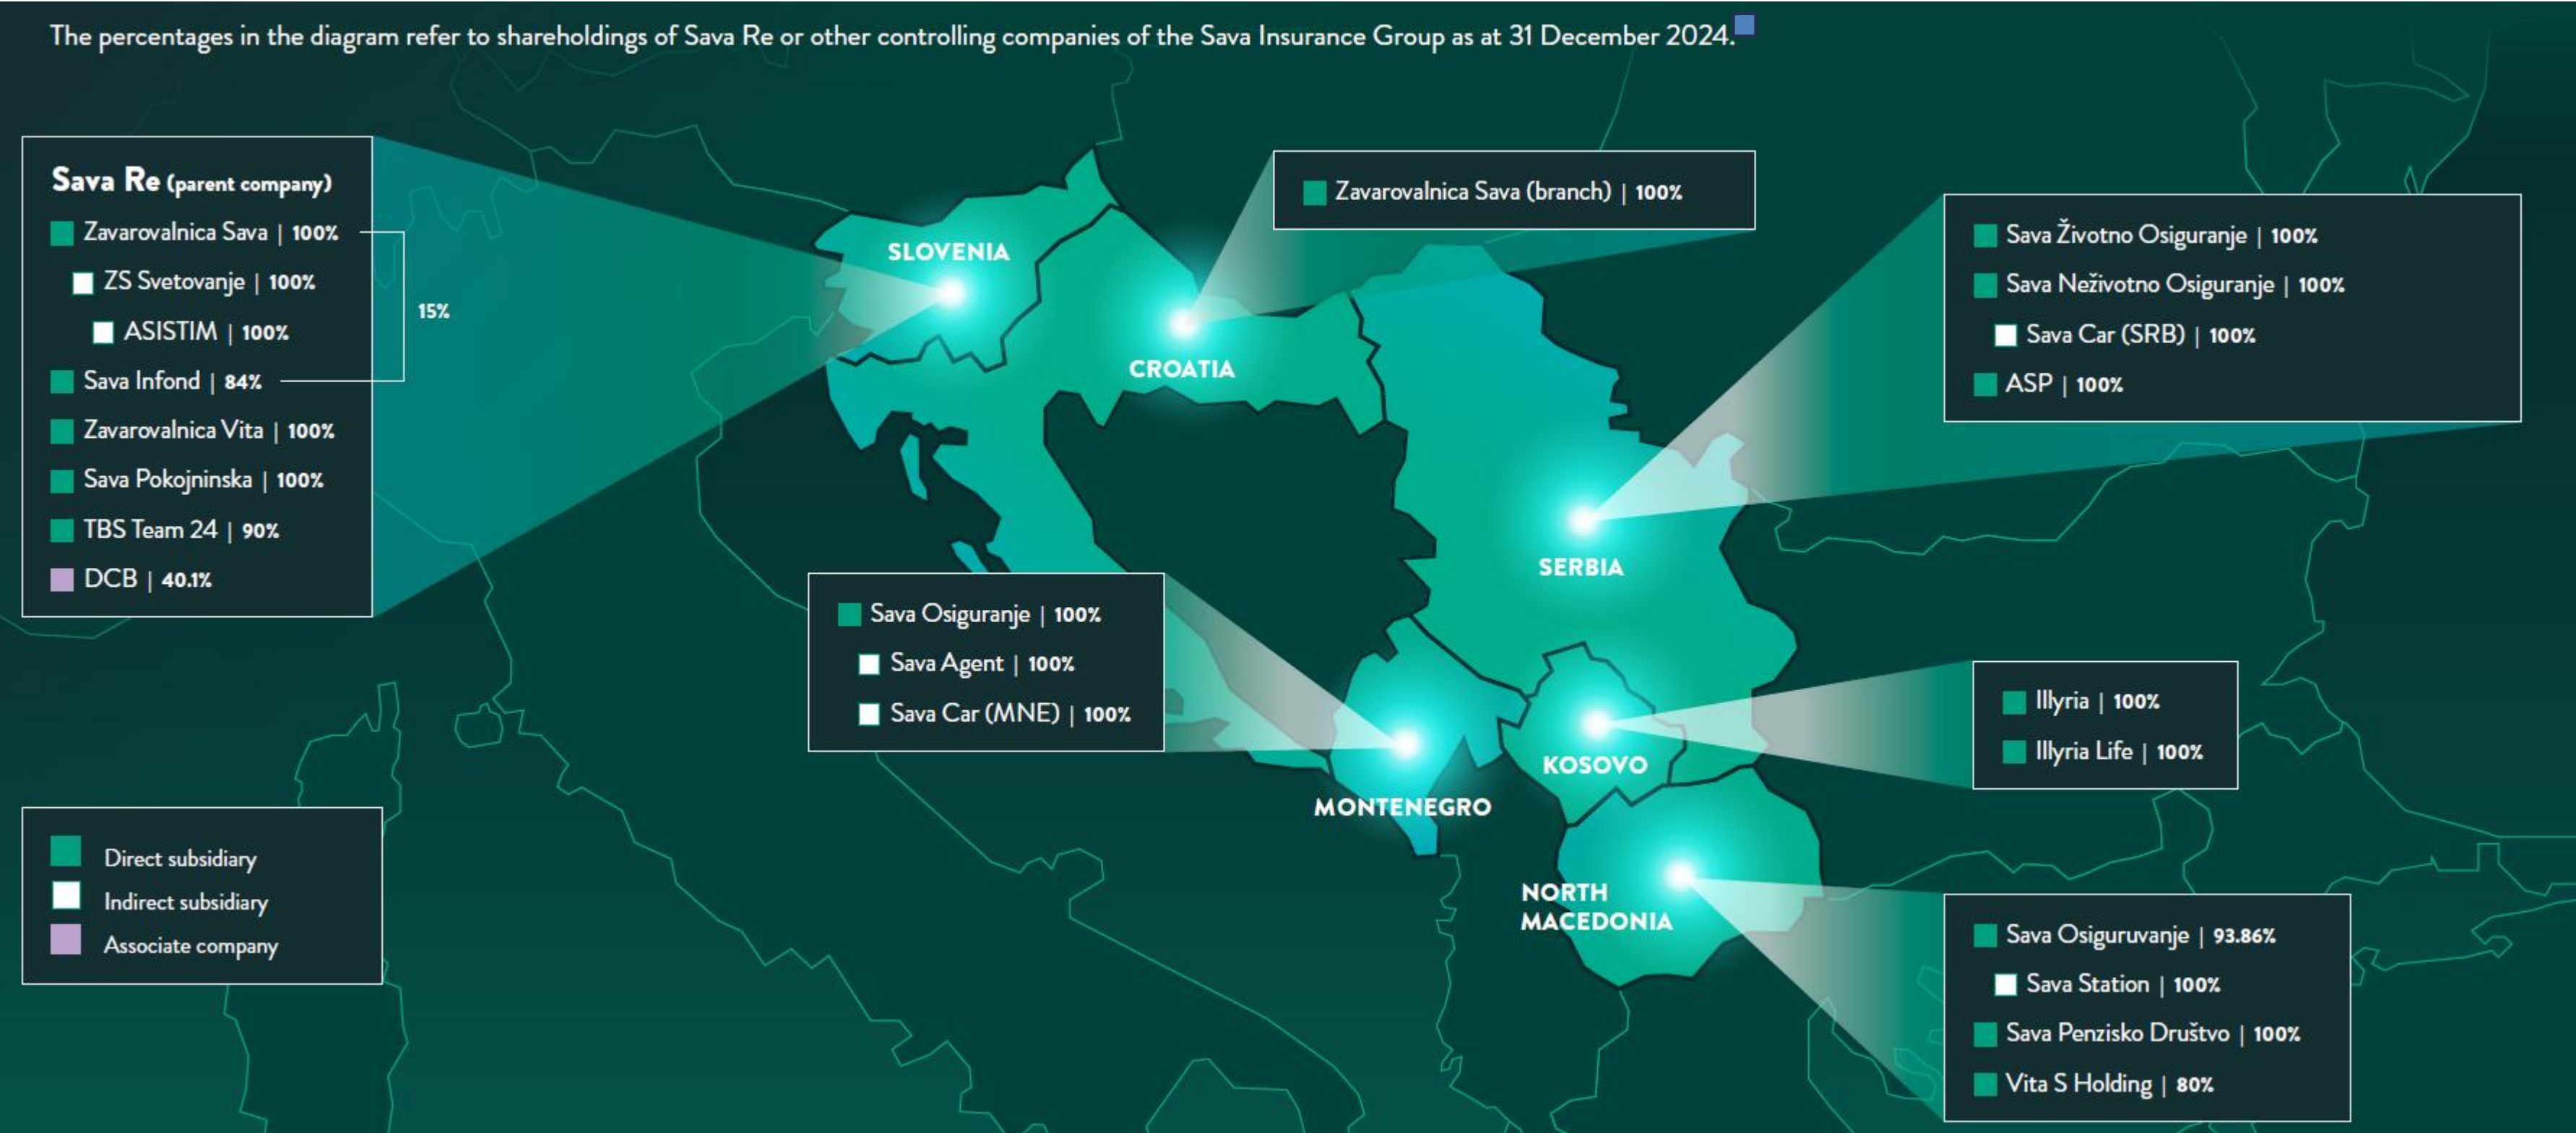 The percentages in the diagram refer to shareholdings of Sava Re or other controlling companies of the Sava Insurance Group as at 31 December 2024.
Sava Re (parent company)
Zavarovalnica Sava | 100%
ZS Svetovanje | 100%
ASISTIM | 100%
Sava Infond | 84%
15%
Zavarovalnica Vita | 100%
Sava Pokojninska | 100%
TBS Team 24 | 90%
DCB | 40.1%
SLOVENIA
Zavarovalnica Sava (branch) | 100%
CROATIA
Sava Životno Osiguranje | 100%
Sava Neživotno Osiguranje | 100%
Sava Car (SRB) | 100%
ASP | 100%
SERBIA
Sava Osiguranje | 100%
Sava Agent | 100%
Sava Car (MNE) | 100%
MONTENEGRO
Illyria | 100%
Illyria Life | 100%
KOSOVO
NORTH
MACEDONIA
Sava Osiguruvanje | 93.86%
Sava Station | 100%
Sava Penzisko Društvo | 100%
Vita S Holding | 80%
Direct subsidiary
Indirect subsidiary
Associate company